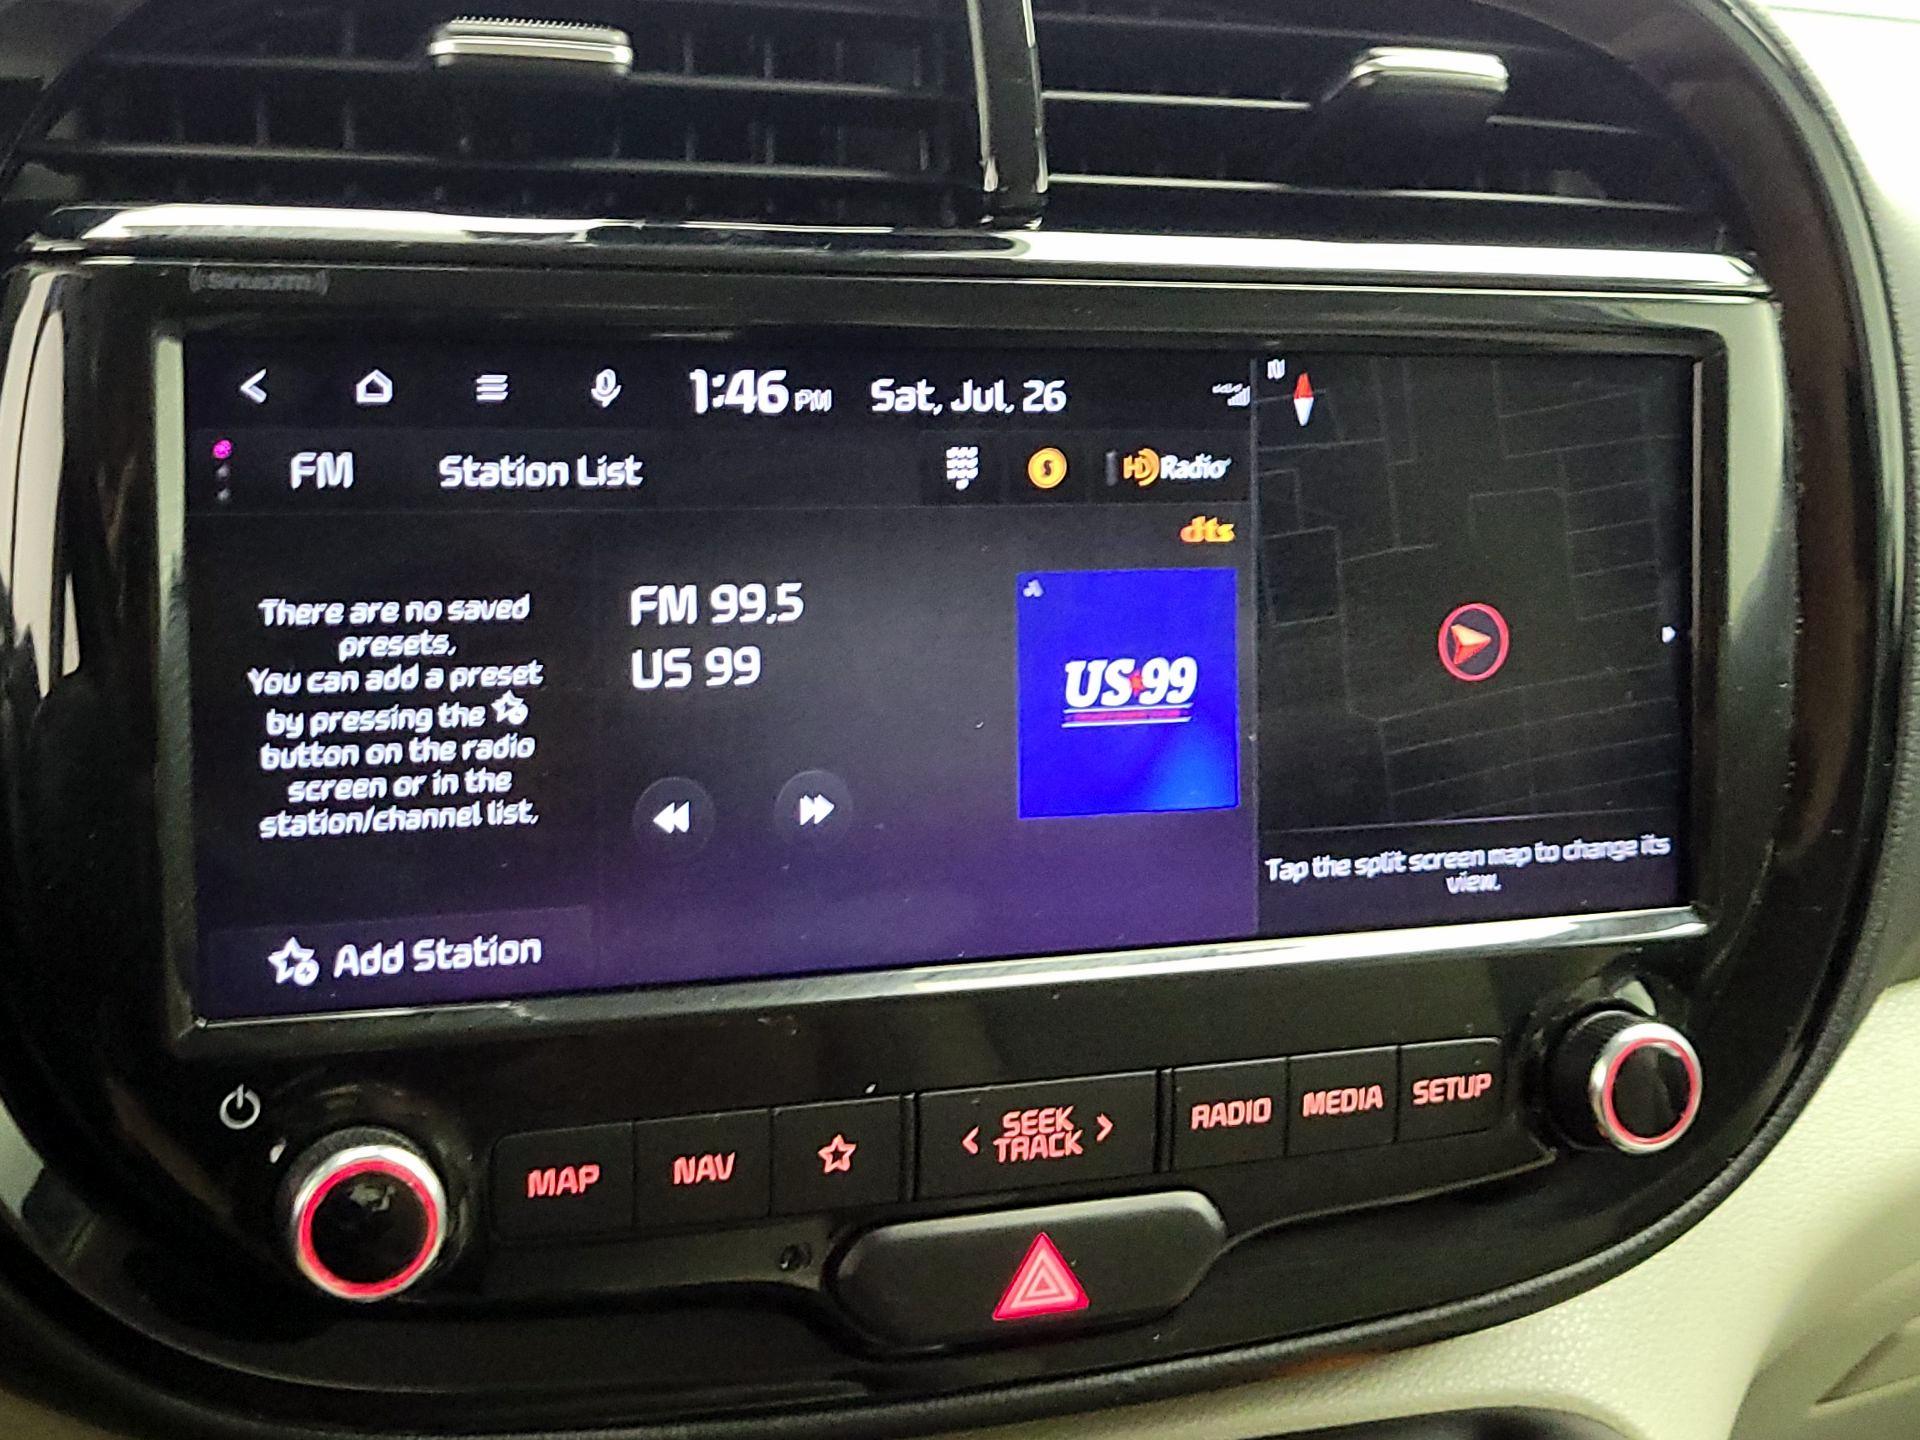 SiriusXM
1:46 PM Sat, Jul, 26
N
FM Station List S HD Radio
dts
There are no saved
presets.
You can add a preset
by pressing the
button on the radio
screen or in the
station/channel list.
FM 99.5
US 99
US 99
Tap the split screen map to change its
view.
Add Station
MAP NAV < SEEK > RADIO MEDIA SETUP
TRACK